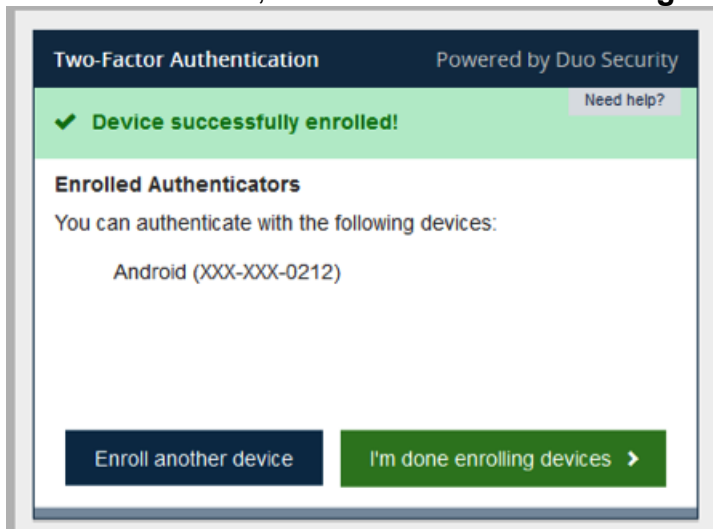 Two-Factor Authentication Powered by Duo Security
Need help?
✔ Device successfully enrolled!
Enrolled Authenticators
You can authenticate with the following devices:
Android (XXX-XXX-0212)
Enroll another device I'm done enrolling devices >